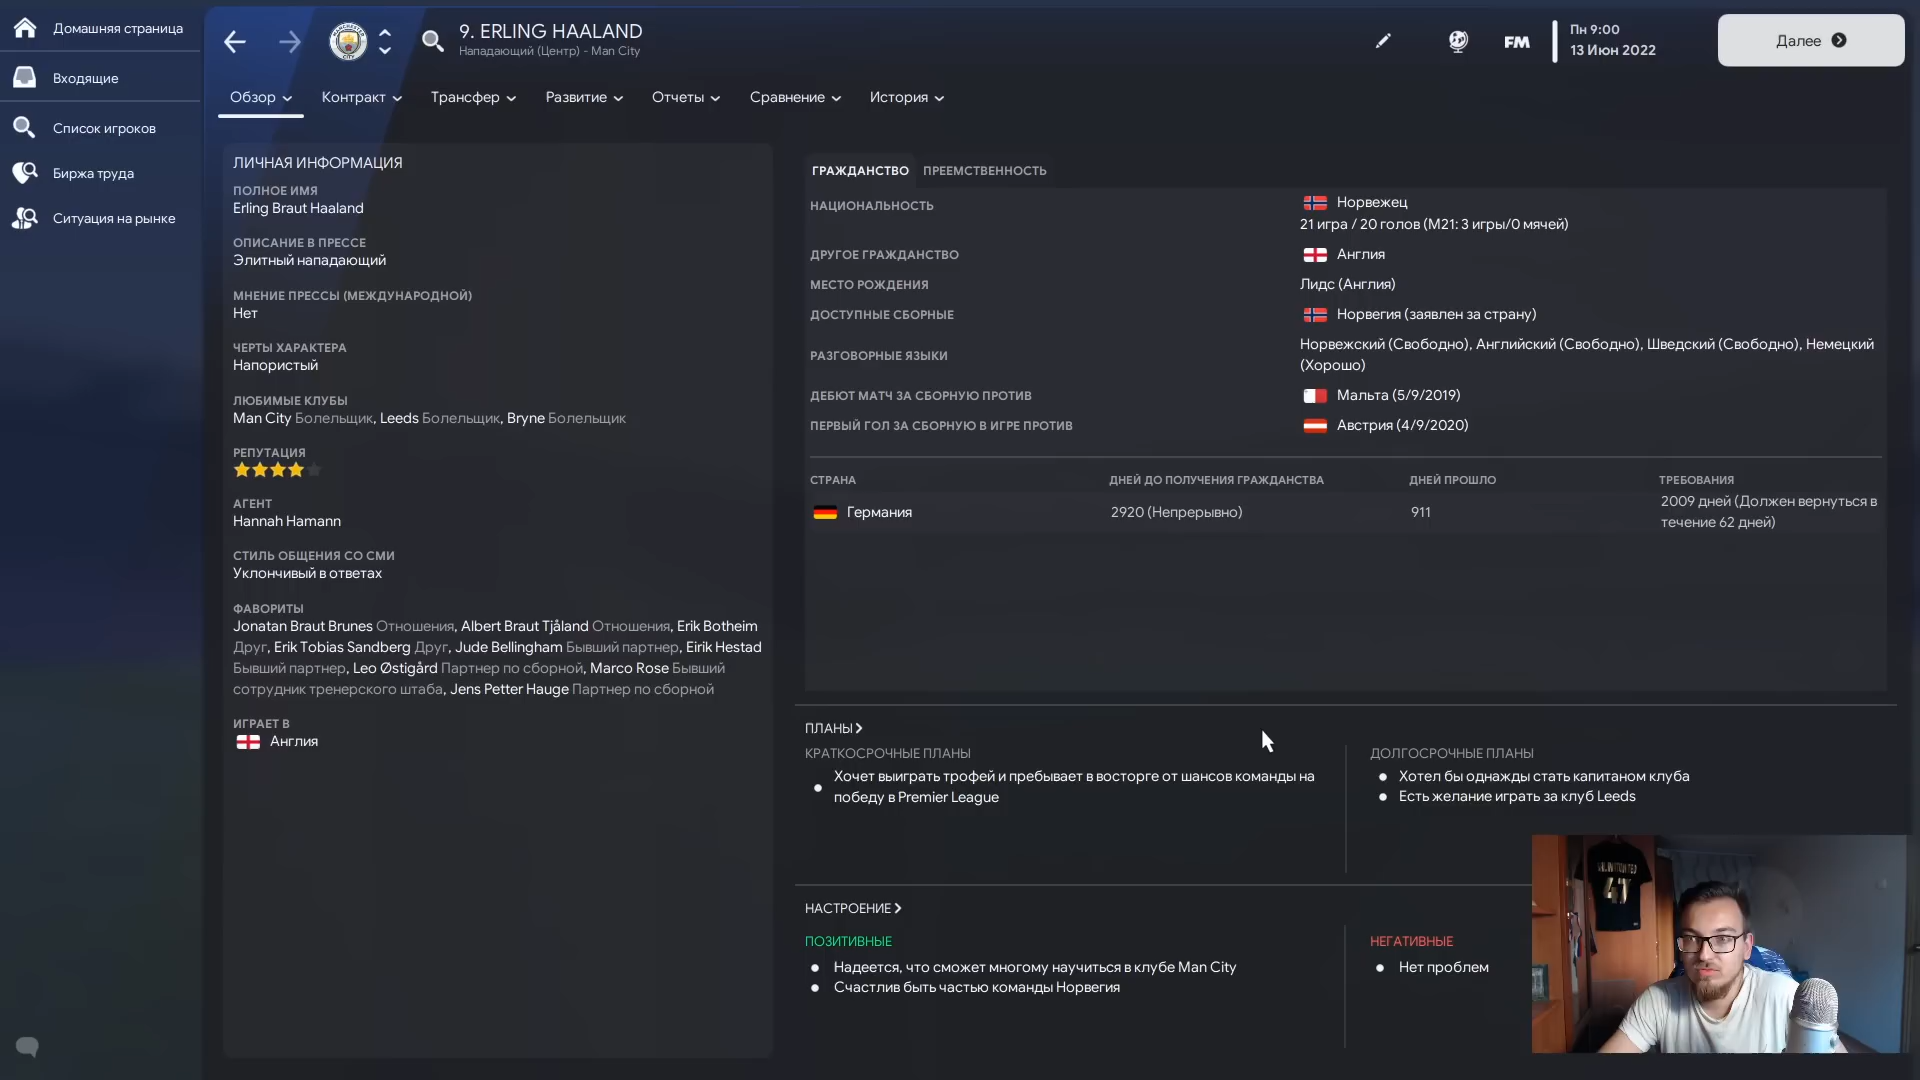 Домашняя страница
Входящие
Список игроков
Биржа труда
Ситуация на рынке
9. ERLING HAALAND
Нападающий (Центр) - Man City
FM
Пн 9:00
13 Июн 2022
Далее
Обзор
Контракт
Трансфер
Развитие
Отчеты
Сравнение
История
ЛИЧНАЯ ИНФОРМАЦИЯ
ПОЛНОЕ ИМЯ
Erling Braut Haaland
ОПИСАНИЕ В ПРЕССЕ
Элитный нападающий
МНЕНИЕ ПРЕССЫ (МЕЖДУНАРОДНОЙ)
Нет
ЧЕРТЫ ХАРАКТЕРА
Напористый
ЛЮБИМЫЕ КЛУБЫ
Man City Болельщик, Leeds Болельщик, Bryne Болельщик
РЕПУТАЦИЯ
АГЕНТ
Hannah Hamann
СТИЛЬ ОБЩЕНИЯ СО СМИ
Уклончивый в ответах
ФАВОРИТЫ
Jonatan Braut Brunes Отношения, Albert Braut Tjåland Отношения, Erik Botheim
Друг, Erik Tobias Sandberg Друг, Jude Bellingham Бывший партнер, Eirik Hestad
Бывший партнер, Leo Østigård Партнер по сборной, Marco Rose Бывший
сотрудник тренерского штаба, Jens Petter Hauge Партнер по сборной
ИГРАЕТ В
Англия
ГРАЖДАНСТВО
ПРЕЕМСТВЕННОСТЬ
НАЦИОНАЛЬНОСТЬ
Норвежец
21 игра / 20 голов (М21: 3 игры/0 мячей)
ДРУГОЕ ГРАЖДАНСТВО
Англия
МЕСТО РОЖДЕНИЯ
Лидс (Англия)
ДОСТУПНЫЕ СБОРНЫЕ
Норвегия (заявлен за страну)
РАЗГОВОРНЫЕ ЯЗЫКИ
Норвежский (Свободно), Английский (Свободно), Шведский (Свободно), Немецкий
(Хорошо)
ДЕБЮТ МАТЧ ЗА СБОРНУЮ ПРОТИВ
Мальта (5/9/2019)
ПЕРВЫЙ ГОЛ ЗА СБОРНУЮ В ИГРЕ ПРОТИВ
Австрия (4/9/2020)
СТРАНА
ДНЕЙ ДО ПОЛУЧЕНИЯ ГРАЖДАНСТВА
ДНЕЙ ПРОШЛО
ТРЕБОВАНИЯ
Германия
2920 (Непрерывно)
911
2009 дней (Должен вернуться в
течение 62 дней)
ПЛАНЫ
КРАТКОСРОЧНЫЕ ПЛАНЫ
Хочет выиграть трофей и пребывает в восторге от шансов команды на
победу в Premier League
ДОЛГОСРОЧНЫЕ ПЛАНЫ
Хотел бы однажды стать капитаном клуба
Есть желание играть за клуб Leeds
НАСТРОЕНИЕ
ПОЗИТИВНЫЕ
Надеется, что сможет многому научиться в клубе Man City
Счастлив быть частью команды Норвегия
НЕГАТИВНЫЕ
Нет проблем
47